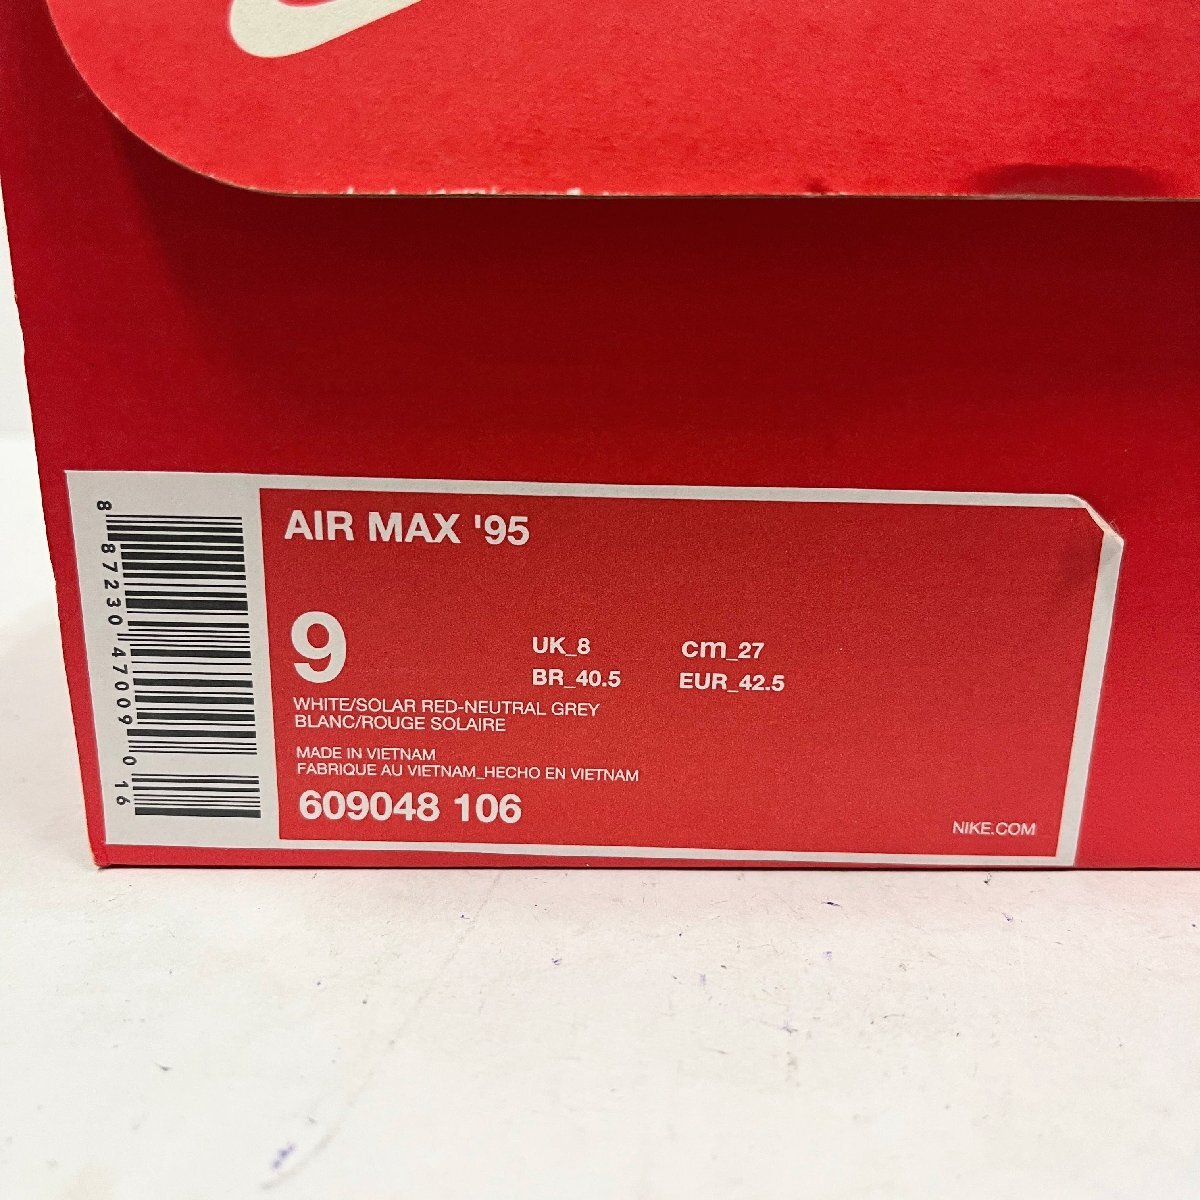 AIR MAX '95
9
UK_8 cm_27
BR_40.5 EUR_42.5
WHITE/SOLAR RED-NEUTRAL GREY
BLANC/ROUGE SOLAIRE
MADE IN VIETNAM
FABRIQUE AU VIETNAM_HECHO EN VIETNAM
609048 106
NIKE.COM
8 87230 47009 0 16